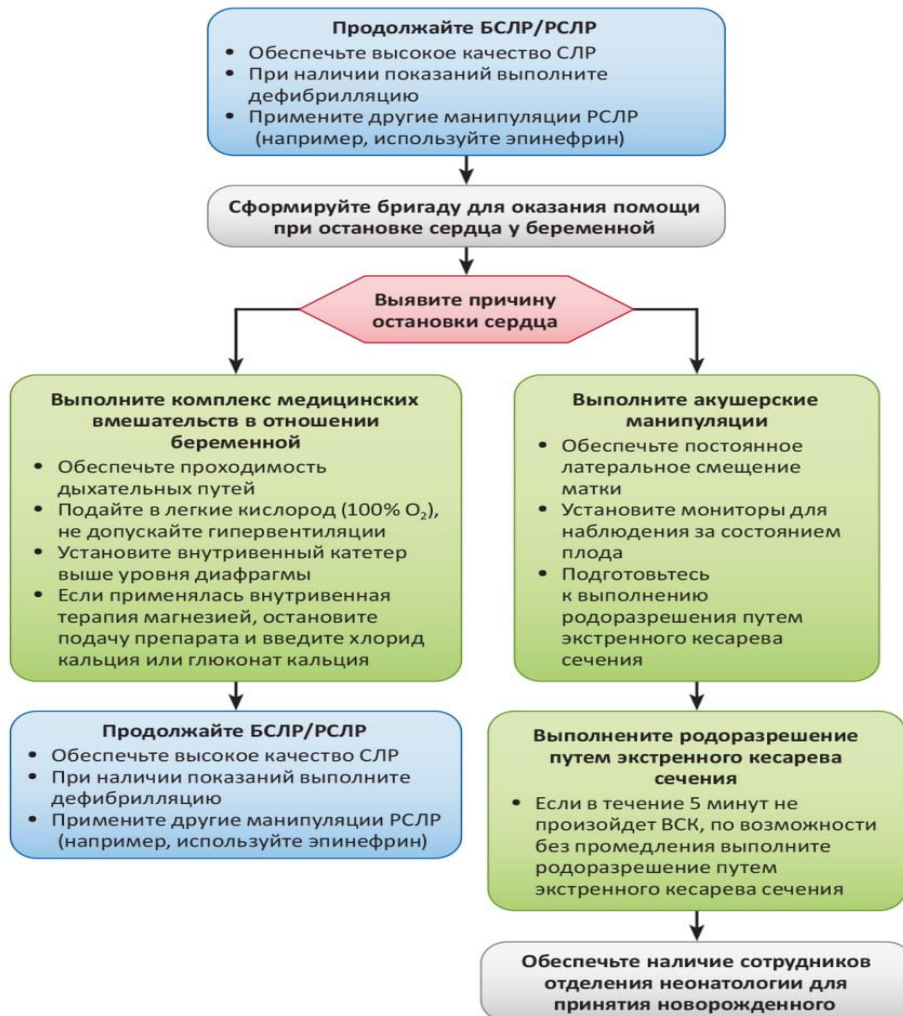 Продолжайте БСЛР/РСЛР
• Обеспечьте высокое качество СЛР
• При наличии показаний выполните
дефибрилляцию
• Примените другие манипуляции РСЛР
(например, используйте эпинефрин)
Сформируйте бригаду для оказания помощи
при остановке сердца у беременной
Выявите причину
остановки сердца
Выполните комплекс медицинских
вмешательств в отношении
беременной
• Обеспечьте проходимость
дыхательных путей
• Подайте в легкие кислород (100% O₂),
не допускайте гипервентиляции
• Установите внутривенный катетер
выше уровня диафрагмы
• Если применялась внутривенная
терапия магнезией, остановите
подачу препарата и введите хлорид
кальция или глюконат кальция
Продолжайте БСЛР/РСЛР
• Обеспечьте высокое качество СЛР
• При наличии показаний выполните
дефибрилляцию
• Примените другие манипуляции РСЛР
(например, используйте эпинефрин)
Выполните акушерские
манипуляции
• Обеспечьте постоянное
латеральное смещение
матки
• Установите мониторы для
наблюдения за состоянием
плода
• Подготовьтесь
к выполнению
родоразрешения путем
экстренного кесарева
сечения
Выполнените родоразрешение
путем экстренного кесарева
сечения
• Если в течение 5 минут не
произойдет ВСК, по возможности
без промедления выполните
родоразрешение путем
экстренного кесарева сечения
Обеспечьте наличие сотрудников
отделения неонатологии для
принятия новорожденного